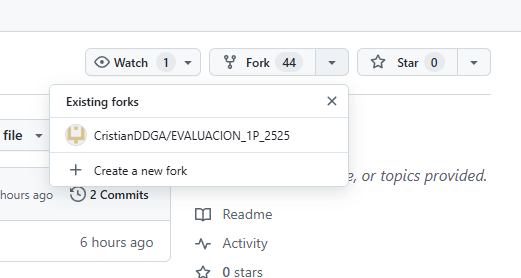 Watch 1
Fork 44
Star 0
Existing forks
CristianDDGA/EVALUACION_1P_2525
Create a new fork
file
, or topics provided.
hours ago
2 Commits
6 hours ago
Readme
Activity
0 stars